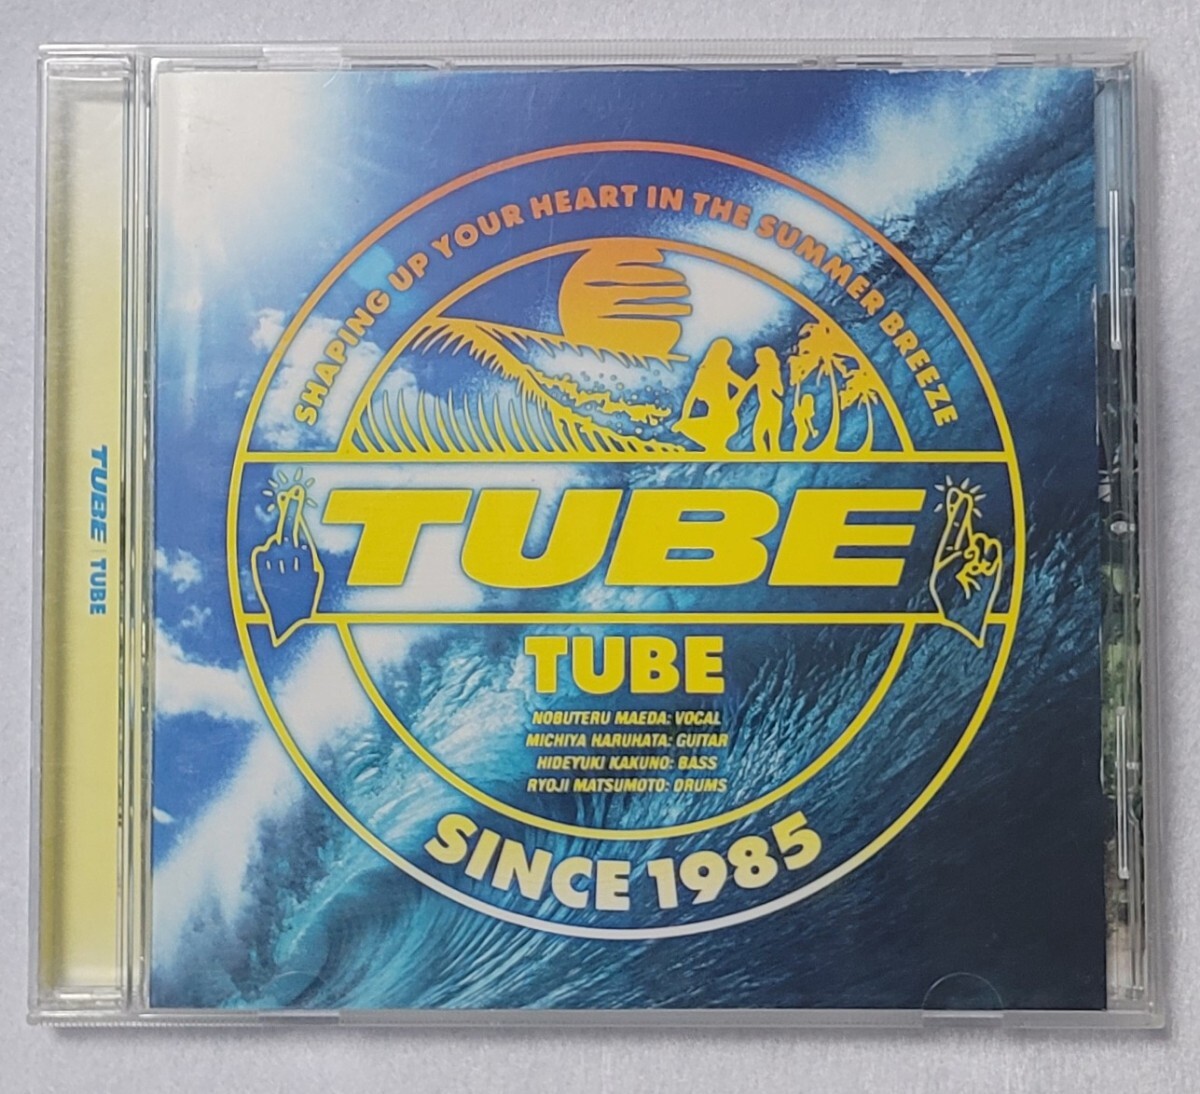 SHAPING UP YOUR HEART IN THE SUMMER BREEZE
TUBE
TUBE
NOBUTERU MAEDA: VOCAL
MICHIYA HARUHATA: GUITAR
HIDEYUKI KAKUNO: BASS
RYOJI MATSUMOTO: DRUMS
SINCE 1985
TUBE | TUBE